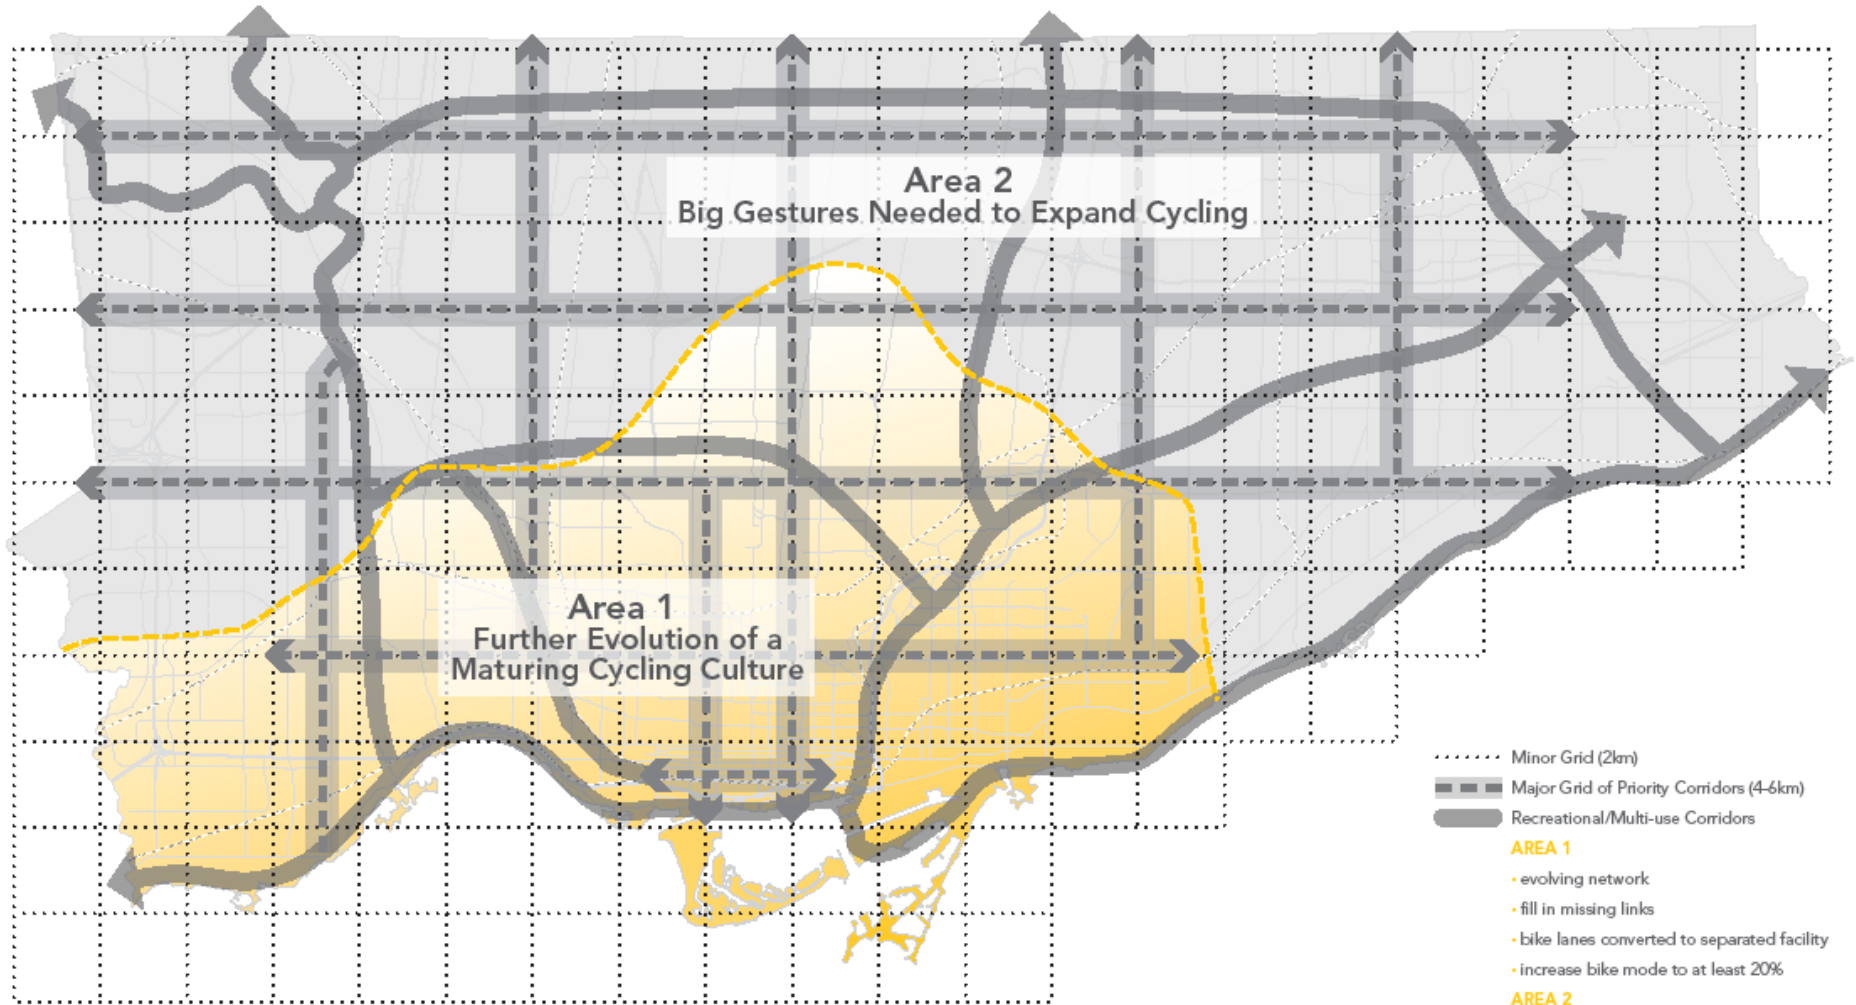 Area 2
Big Gestures Needed to Expand Cycling
Area 1
Further Evolution of a
Maturing Cycling Culture
Minor Grid (2km)
Major Grid of Priority Corridors (4-6km)
Recreational/Multi-use Corridors
AREA 1
• evolving network
• fill in missing links
• bike lanes converted to separated facility
• increase bike mode to at least 20%
AREA 2